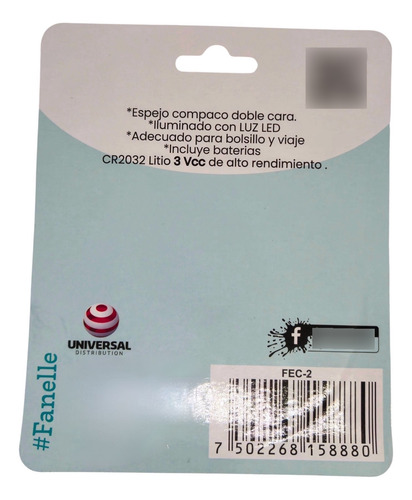 *Espejo compaco doble cara.
*Iluminado con LUZ LED
*Adecuado para bolsillo y viaje
*Incluye baterias
CR2032 Litio 3 Vcc de alto rendimiento .
#Fanelle
UNIVERSAL
DISTRIBUTION
f
FEC-2
7 502268 158880